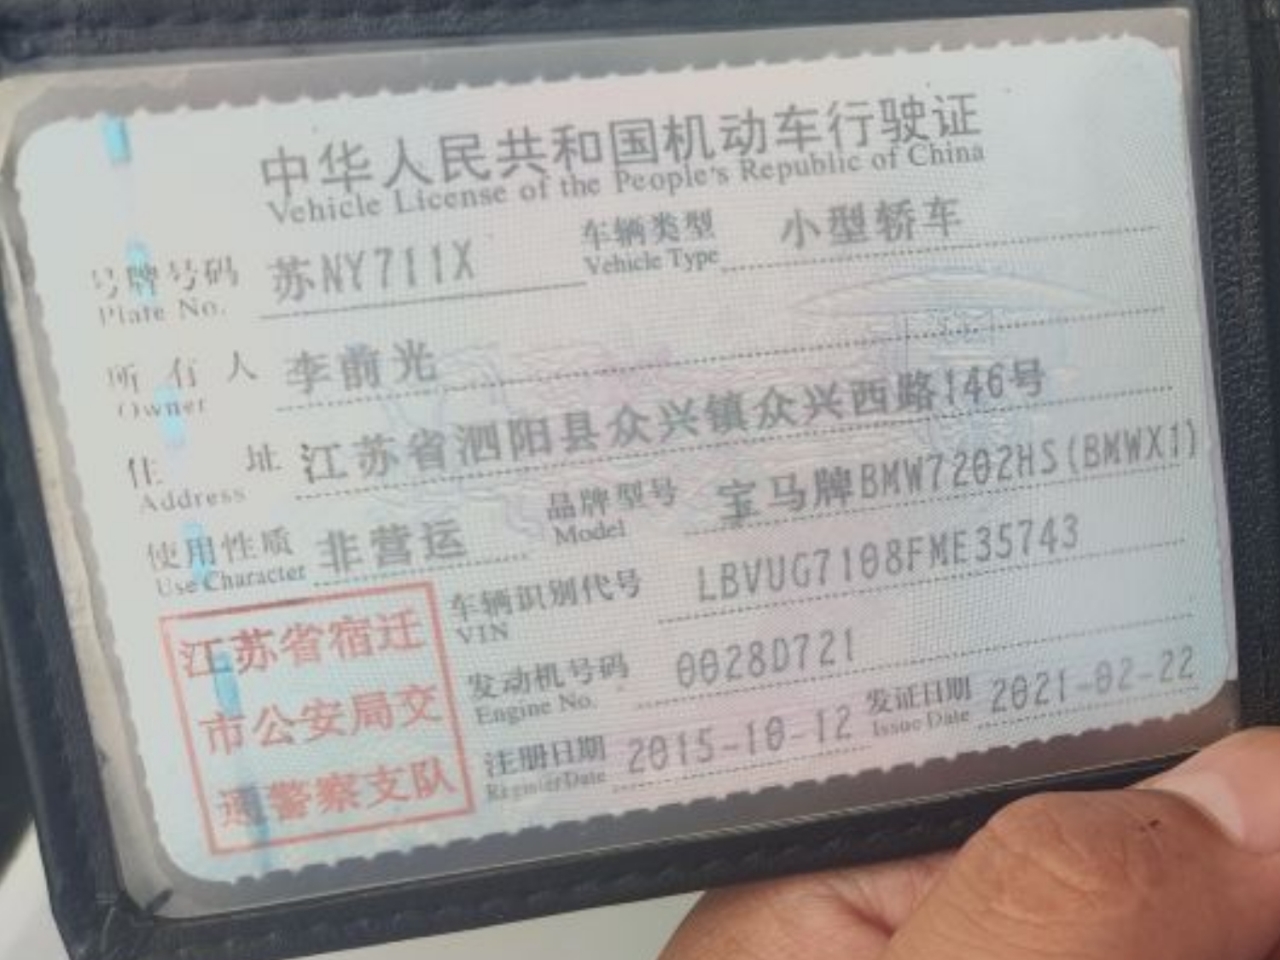 中华人民共和国机动车行驶证
Vehicle License of the People's Republic of China
号牌号码 苏NY711X 车辆类型 小型轿车
Plate No. Vehicle Type
所有人 李前光
Owner
住址 江苏省泗阳县众兴镇众兴西路146号
Address
使用性质 非营运 品牌型号 宝马牌BMW7202HS(BMWX1)
Use Character Model
车辆识别代号 LBVUG7108FME35743
VIN
发动机号码 0028D721
Engine No.
注册日期 2015-10-12 发证日期 2021-02-22
Register Date Issue Date
江苏省宿迁
市公安局交
通警察支队